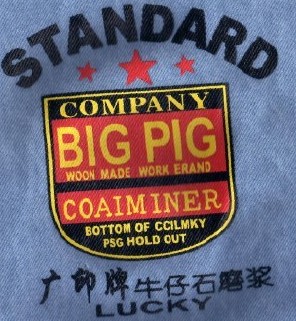 STANDARD
COMPANY
BIG PIG
WOON MADE WORK ERAND
COAIMINER
BOTTOM OF CCILMKY
PSG HOLD OUT
广印牌 牛仔石磨浆
LUCKY